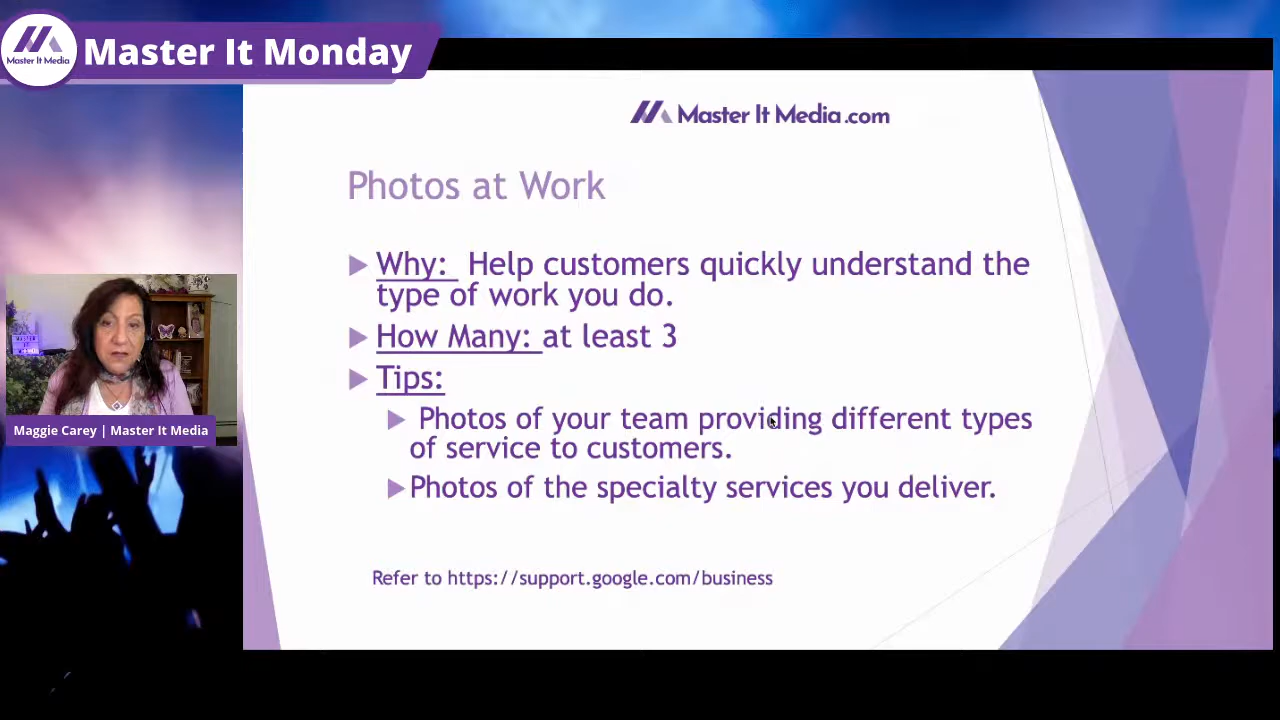 Master It Media
Master It Monday
Master It Media.com
Photos at Work
Why: Help customers quickly understand the
type of work you do.
How Many: at least 3
Tips:
Photos of your team providing different types
of service to customers.
Photos of the specialty services you deliver.
Refer to https://support.google.com/business
Maggie Carey | Master It Media